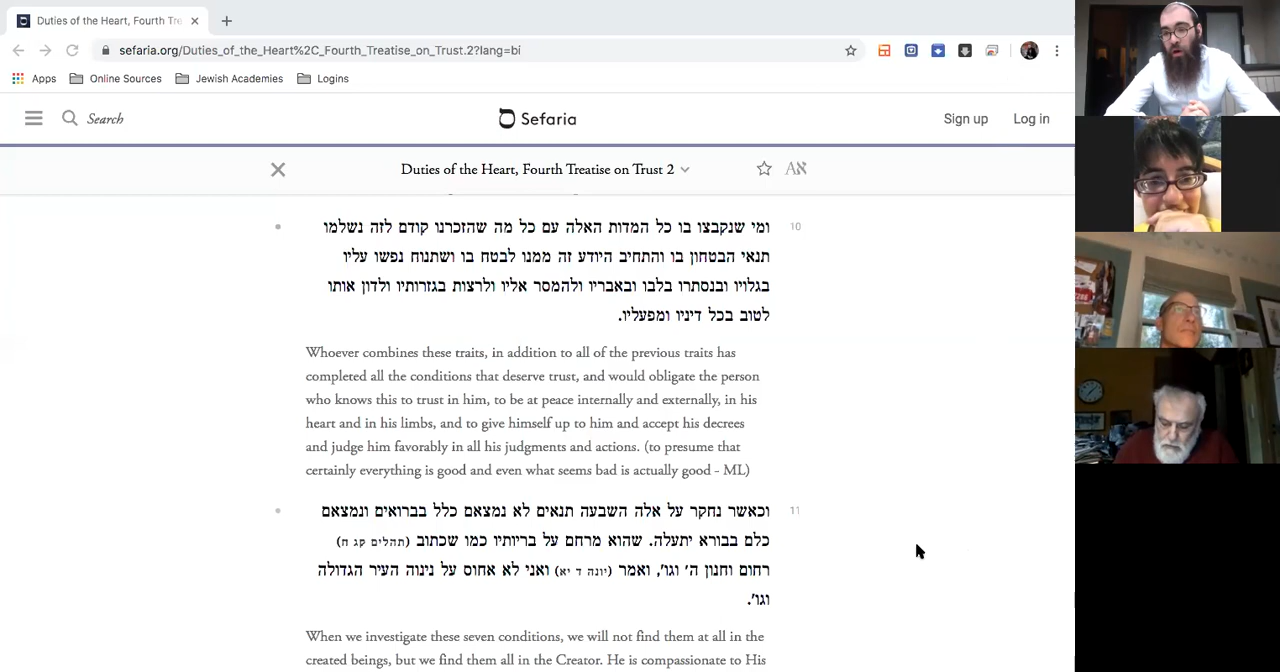 Duties of the Heart, Fourth Tre
sefaria.org/Duties_of_the_Heart%2C_Fourth_Treatise_on_Trust.2?lang=bi
Apps Online Sources Jewish Academies Logins
Search Sefaria Sign up Log in
Duties of the Heart, Fourth Treatise on Trust 2 אA
10
ומי שנקבצו בו כל המדות האלה עם כל מה שהזכרנו קודם לזה נשלמו
תנאי הבטחון בו והתחיב היודע זה ממנו לבטח בו ושתנוח נפשו עליו
בגלויו ובנסתרו בלבו ובאבריו ולהמסר אליו ולרצות בגזרותיו ולדון אותו
לטוב בכל דיניו ומפעליו.
Whoever combines these traits, in addition to all of the previous traits has
completed all the conditions that deserve trust, and would obligate the person
who knows this to trust in him, to be at peace internally and externally, in his
heart and in his limbs, and to give himself up to him and accept his decrees
and judge him favorably in all his judgments and actions. (to presume that
certainly everything is good and even what seems bad is actually good - ML)
11
וכאשר נחקר על אלה השבעה תנאים לא נמצאם כלל בברואים ונמצאם
כלם בבורא יתעלה. שהוא מרחם על בריותיו כמו שכתוב (תהלים קג ח)
רחום וחנון ה׳ וגו׳, ואמר (יונה ד יא) ואני לא אחוס על נינוה העיר הגדולה
וגו׳.
When we investigate these seven conditions, we will not find them at all in the
created beings, but we find them all in the Creator. He is compassionate to His